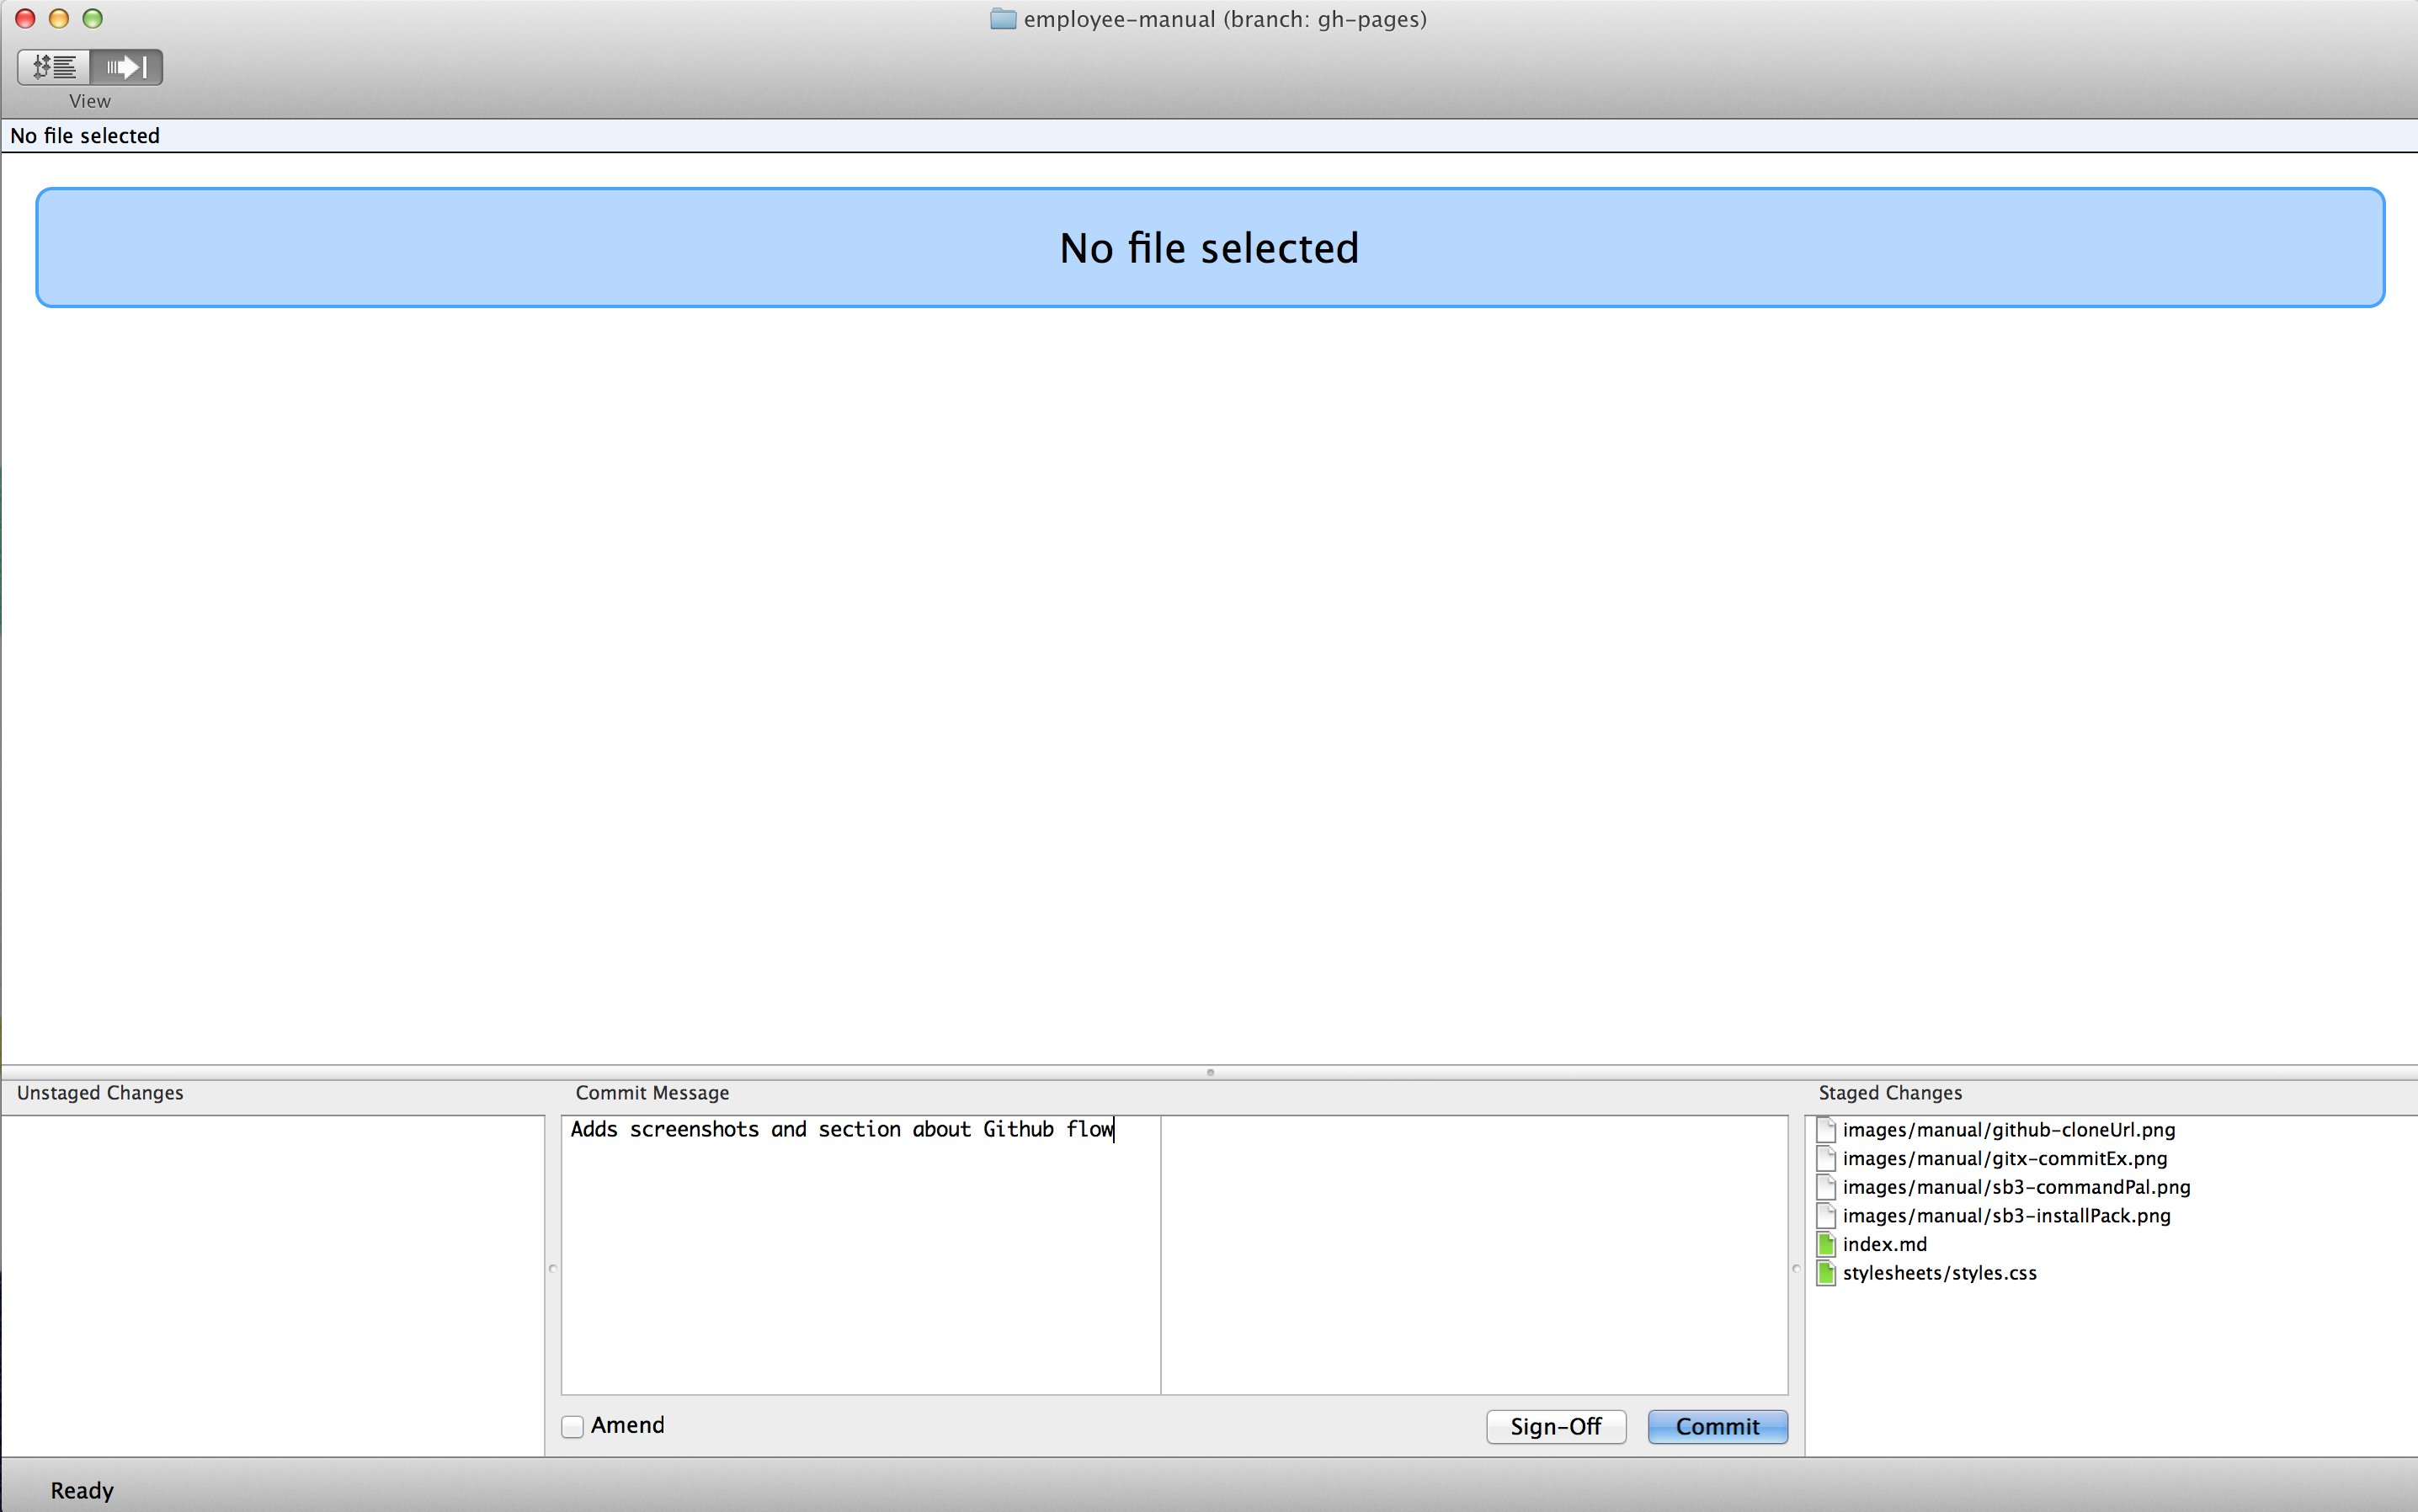 employee-manual (branch: gh-pages)
View
No file selected
No file selected
Unstaged Changes
Commit Message
Adds screenshots and section about Github flow
Amend
Sign-Off
Commit
Staged Changes
images/manual/github-cloneUrl.png
images/manual/gitx-commitEx.png
images/manual/sb3-commandPal.png
images/manual/sb3-installPack.png
index.md
stylesheets/styles.css
Ready